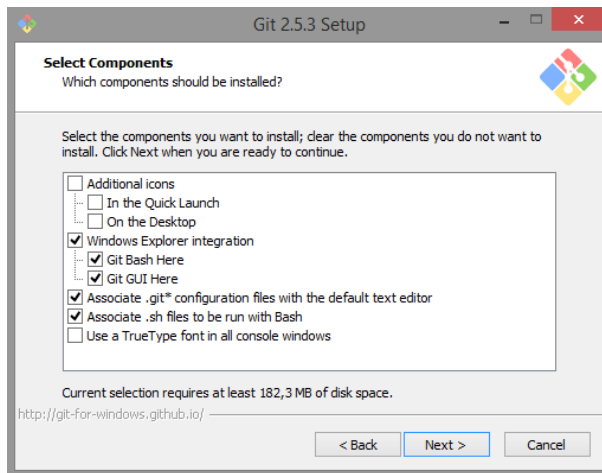 Git 2.5.3 Setup
Select Components
Which components should be installed?
Select the components you want to install; clear the components you do not want to
install. Click Next when you are ready to continue.
Additional icons
In the Quick Launch
On the Desktop
Windows Explorer integration
Git Bash Here
Git GUI Here
Associate .git* configuration files with the default text editor
Associate .sh files to be run with Bash
Use a TrueType font in all console windows
Current selection requires at least 182,3 MB of disk space.
http://git-for-windows.github.io/
< Back
Next >
Cancel